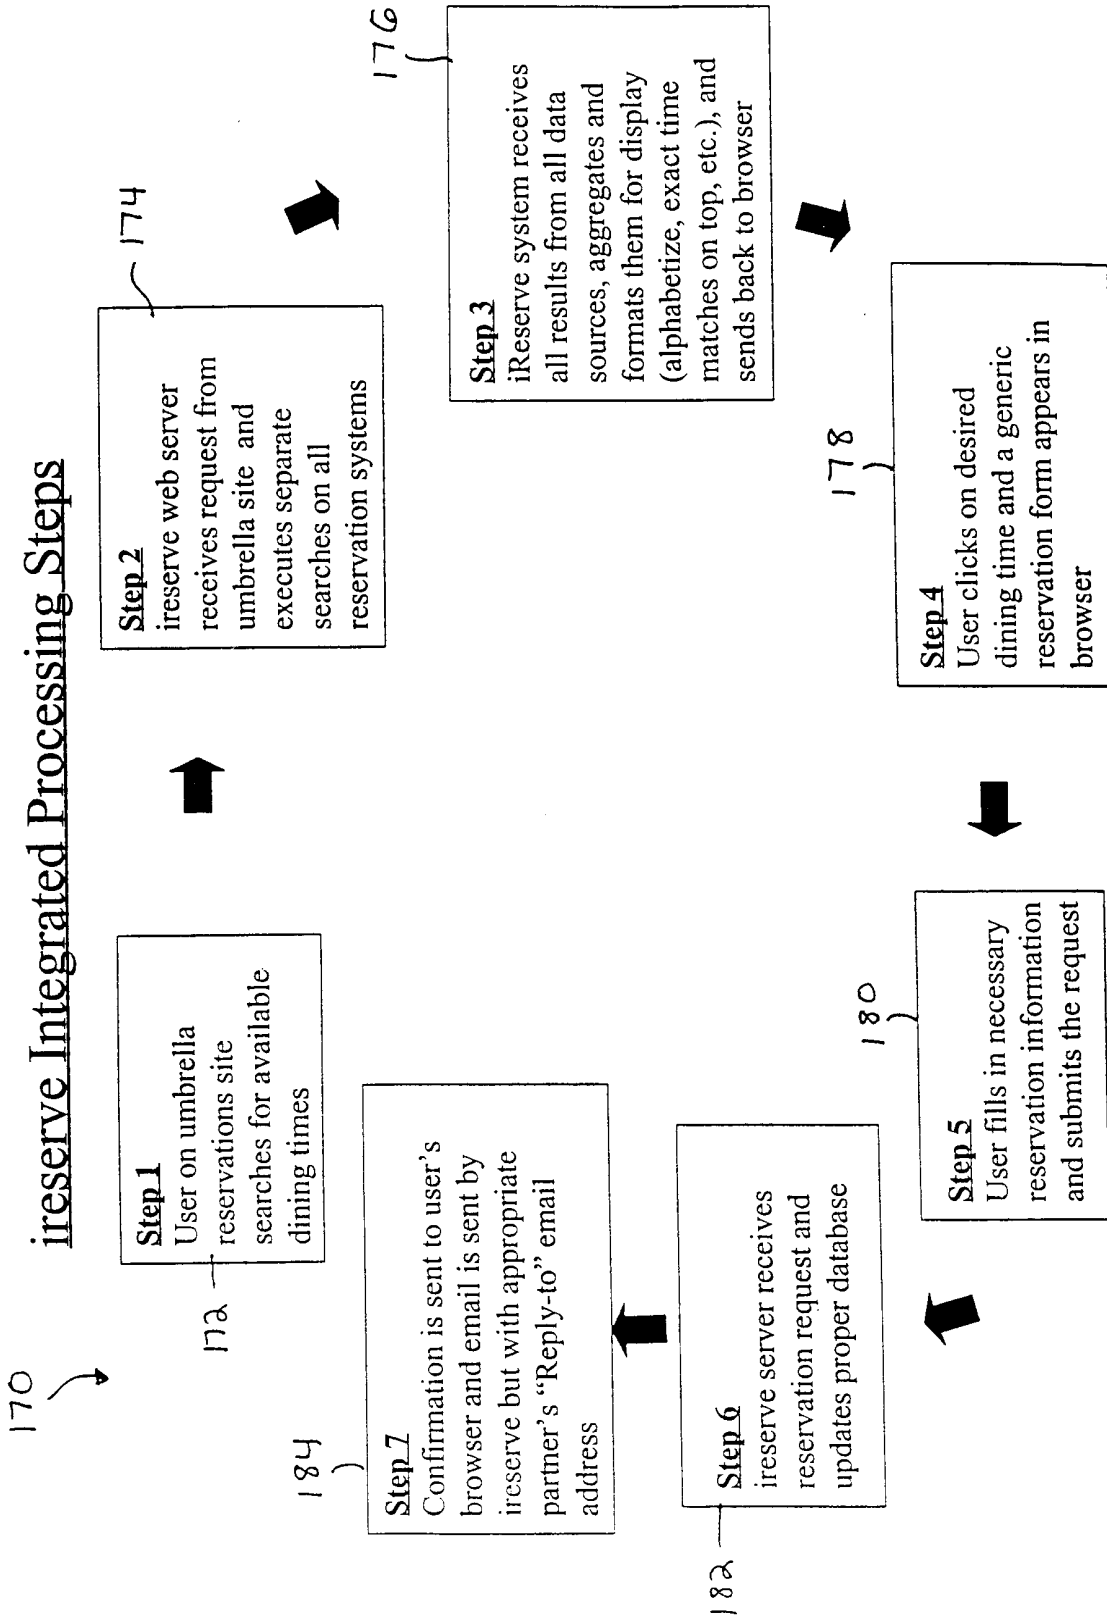 170
ireserve Integrated Processing Steps
172
Step 1
User on umbrella
reservations site
searches for available
dining times
174
Step 2
ireserve web server
receives request from
umbrella site and
executes separate
searches on all
reservation systems
176
Step 3
iReserve system receives
all results from all data
sources, aggregates and
formats them for display
(alphabetize, exact time
matches on top, etc.), and
sends back to browser
178
Step 4
User clicks on desired
dining time and a generic
reservation form appears in
browser
180
Step 5
User fills in necessary
reservation information
and submits the request
182
Step 6
ireserve server receives
reservation request and
updates proper database
184
Step 7
Confirmation is sent to user's
browser and email is sent by
ireserve but with appropriate
partner's “Reply-to” email
address